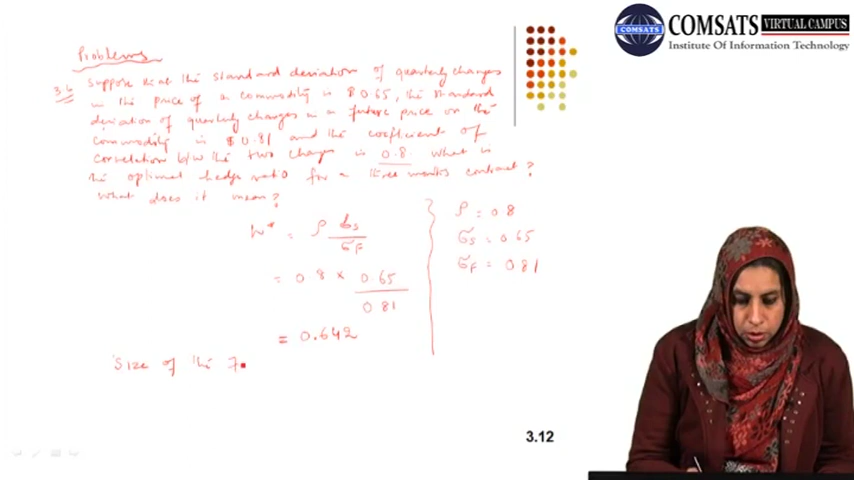 COMSATS VIRTUAL CAMPUS
Institute Of Information Technology
Problems
3.6 Suppose that the standard deviation of quarterly changes
in the price of a commodity is $0.65, the standard
deviation of quarterly changes in a future price on the
commodity is $0.81 and the coefficient of
correlation b/w the two changes is 0.8. What is
the optimal hedge ratio for a three months contract?
What does it mean?
h* = ρ σs / σF
= 0.8 × 0.65 / 0.81
= 0.642
ρ = 0.8
σs = 0.65
σF = 0.81
Size of the
3.12